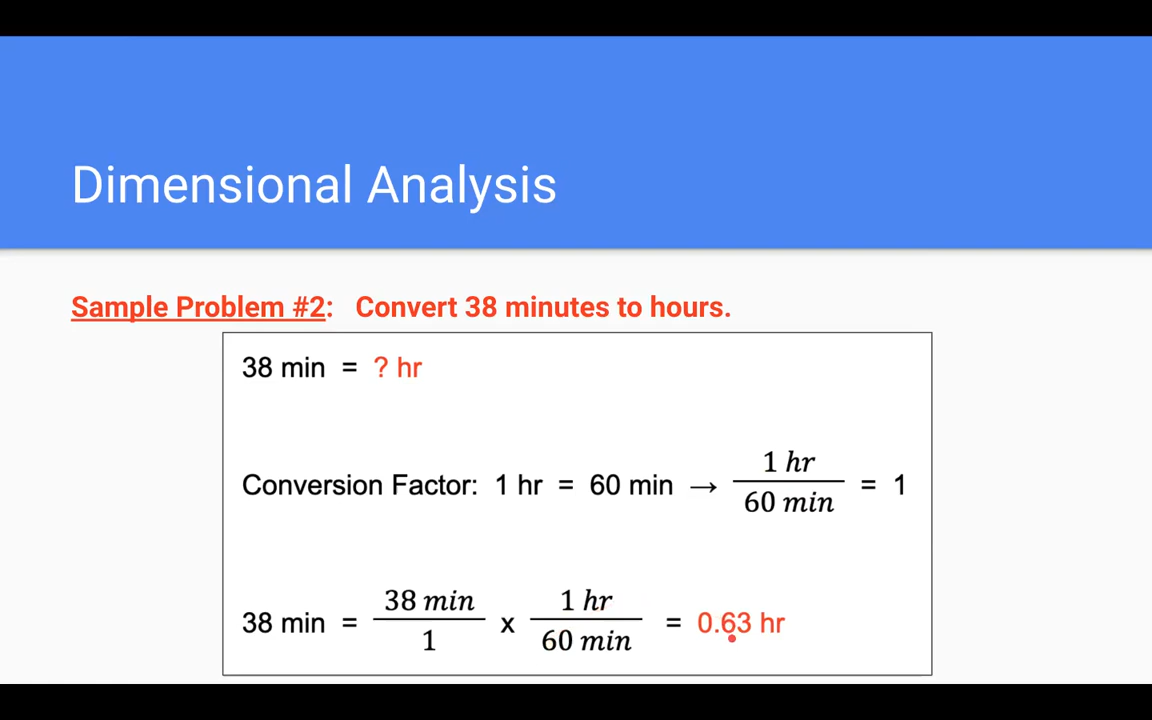 Dimensional Analysis
Sample Problem #2: Convert 38 minutes to hours.
38 min = ? hr
Conversion Factor: 1 hr = 60 min → 1 hr / 60 min = 1
38 min = 38 min / 1 x 1 hr / 60 min = 0.63 hr